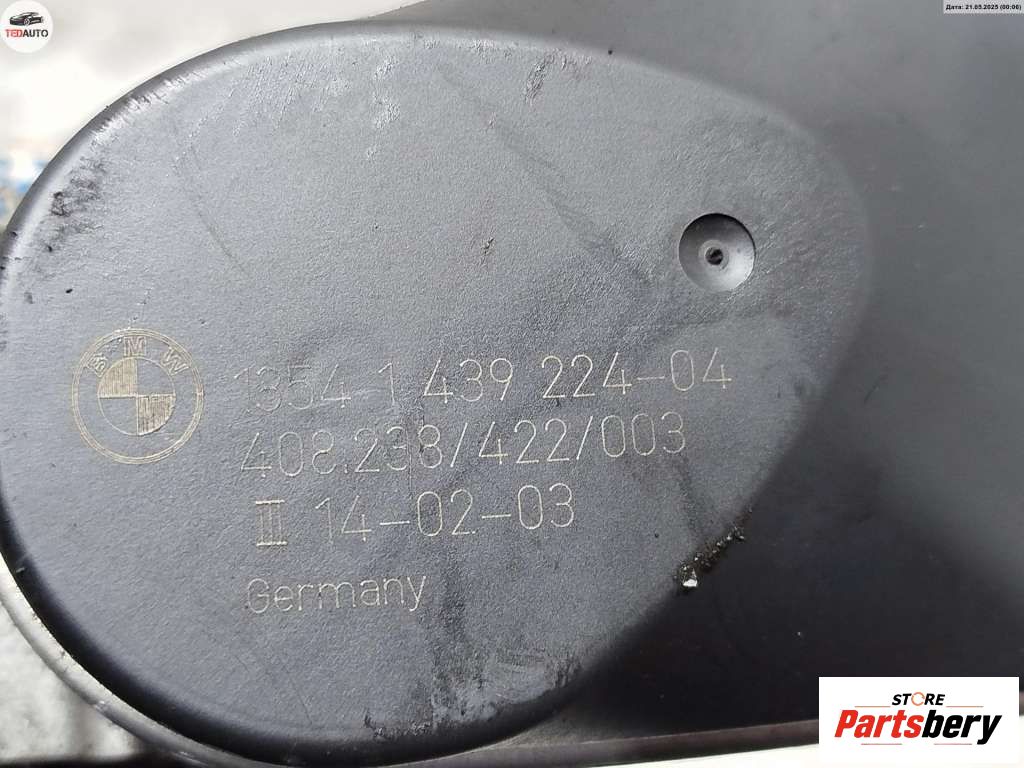 TEDAUTO
Дата: 21.05.2025 (00:06)
BMW
1354 1 439 224-04
408.238/422/003
III 14-02-03
Germany
STORE
Partsbery